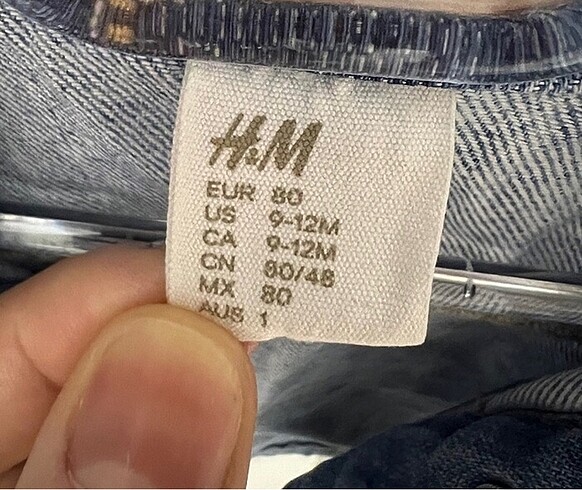 H&M
EUR 80
US 9-12M
CA 9-12M
CN 80/48
MX 80
AUS 1